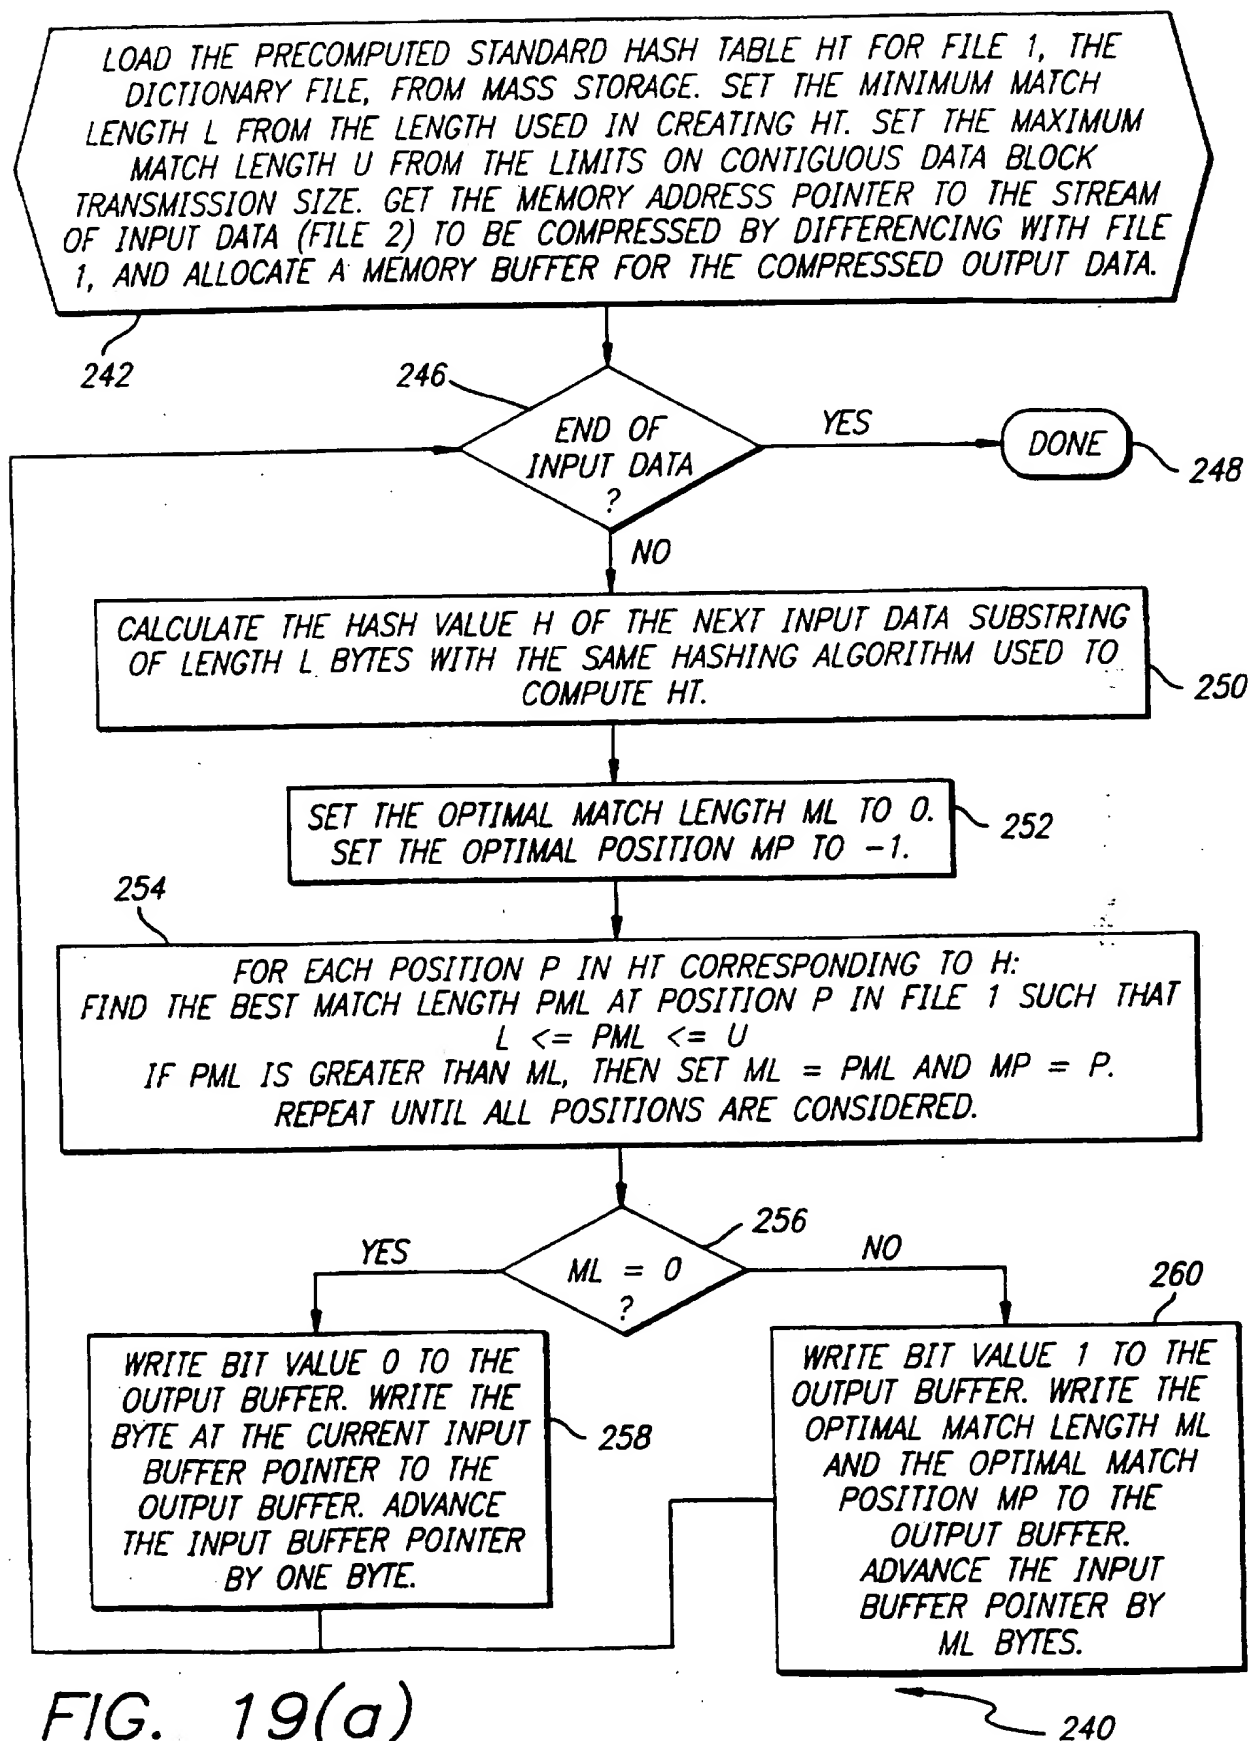 LOAD THE PRECOMPUTED STANDARD HASH TABLE HT FOR FILE 1, THE
DICTIONARY FILE, FROM MASS STORAGE. SET THE MINIMUM MATCH
LENGTH L FROM THE LENGTH USED IN CREATING HT. SET THE MAXIMUM
MATCH LENGTH U FROM THE LIMITS ON CONTIGUOUS DATA BLOCK
TRANSMISSION SIZE. GET THE MEMORY ADDRESS POINTER TO THE STREAM
OF INPUT DATA (FILE 2) TO BE COMPRESSED BY DIFFERENCING WITH FILE
1, AND ALLOCATE A MEMORY BUFFER FOR THE COMPRESSED OUTPUT DATA.
242
246
END OF
INPUT DATA
?
YES
DONE
248
NO
CALCULATE THE HASH VALUE H OF THE NEXT INPUT DATA SUBSTRING
OF LENGTH L BYTES WITH THE SAME HASHING ALGORITHM USED TO
COMPUTE HT.
250
SET THE OPTIMAL MATCH LENGTH ML TO 0.
SET THE OPTIMAL POSITION MP TO -1.
252
254
FOR EACH POSITION P IN HT CORRESPONDING TO H:
FIND THE BEST MATCH LENGTH PML AT POSITION P IN FILE 1 SUCH THAT
L <= PML <= U
IF PML IS GREATER THAN ML, THEN SET ML = PML AND MP = P.
REPEAT UNTIL ALL POSITIONS ARE CONSIDERED.
256
YES
ML = 0
?
NO
WRITE BIT VALUE 0 TO THE
OUTPUT BUFFER. WRITE THE
BYTE AT THE CURRENT INPUT
BUFFER POINTER TO THE
OUTPUT BUFFER. ADVANCE
THE INPUT BUFFER POINTER
BY ONE BYTE.
258
260
WRITE BIT VALUE 1 TO THE
OUTPUT BUFFER. WRITE THE
OPTIMAL MATCH LENGTH ML
AND THE OPTIMAL MATCH
POSITION MP TO THE
OUTPUT BUFFER.
ADVANCE THE INPUT
BUFFER POINTER BY
ML BYTES.
FIG. 19(a)
240